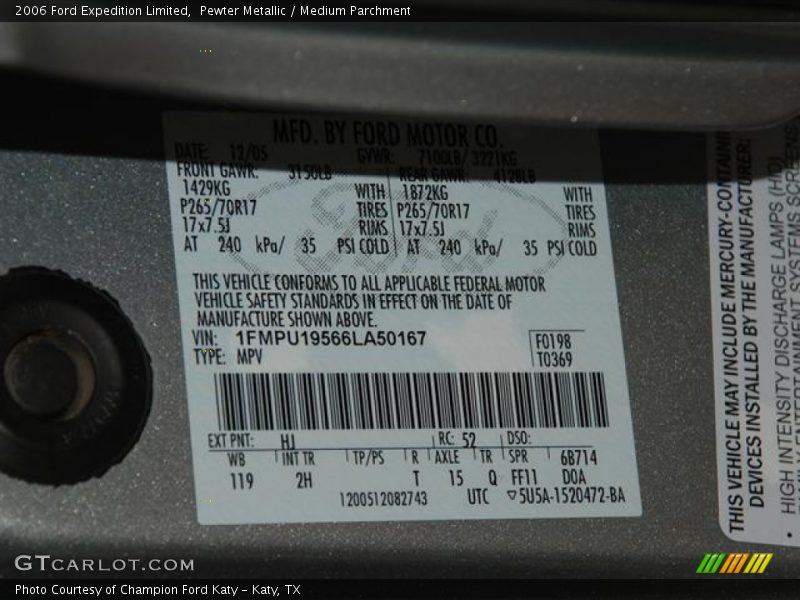 2006 Ford Expedition Limited, Pewter Metallic / Medium Parchment
MFD. BY FORD MOTOR CO.
DATE: 12/05 GVWR: 7100LB/ 3221KG
FRONT GAWR: 3150LB REAR GAWR: 4128LB
1429KG WITH 1872KG WITH
P265/70R17 TIRES P265/70R17 TIRES
17x7.5J RIMS 17x7.5J RIMS
AT 240 kPa/ 35 PSI COLD AT 240 kPa/ 35 PSI COLD
Ford
THIS VEHICLE CONFORMS TO ALL APPLICABLE FEDERAL MOTOR
VEHICLE SAFETY STANDARDS IN EFFECT ON THE DATE OF
MANUFACTURE SHOWN ABOVE.
VIN: 1FMPU19566LA50167 F0198
TYPE: MPV T0369
EXT PNT: HJ RC: 52 DSO:
WB INT TR TP/PS R AXLE TR SPR 6B714
119 2H T 15 Q FF11 DOA
1200512082743 UTC ▽5U5A-1520472-BA
THIS VEHICLE MAY INCLUDE MERCURY-CONTAINI
DEVICES INSTALLED BY THE MANUFACTURER:
• HIGH INTENSITY DISCHARGE LAMPS (HID)
ENTERTAINMENT SYSTEMS SCREENS
GTCARLOT.COM
Photo Courtesy of Champion Ford Katy – Katy, TX